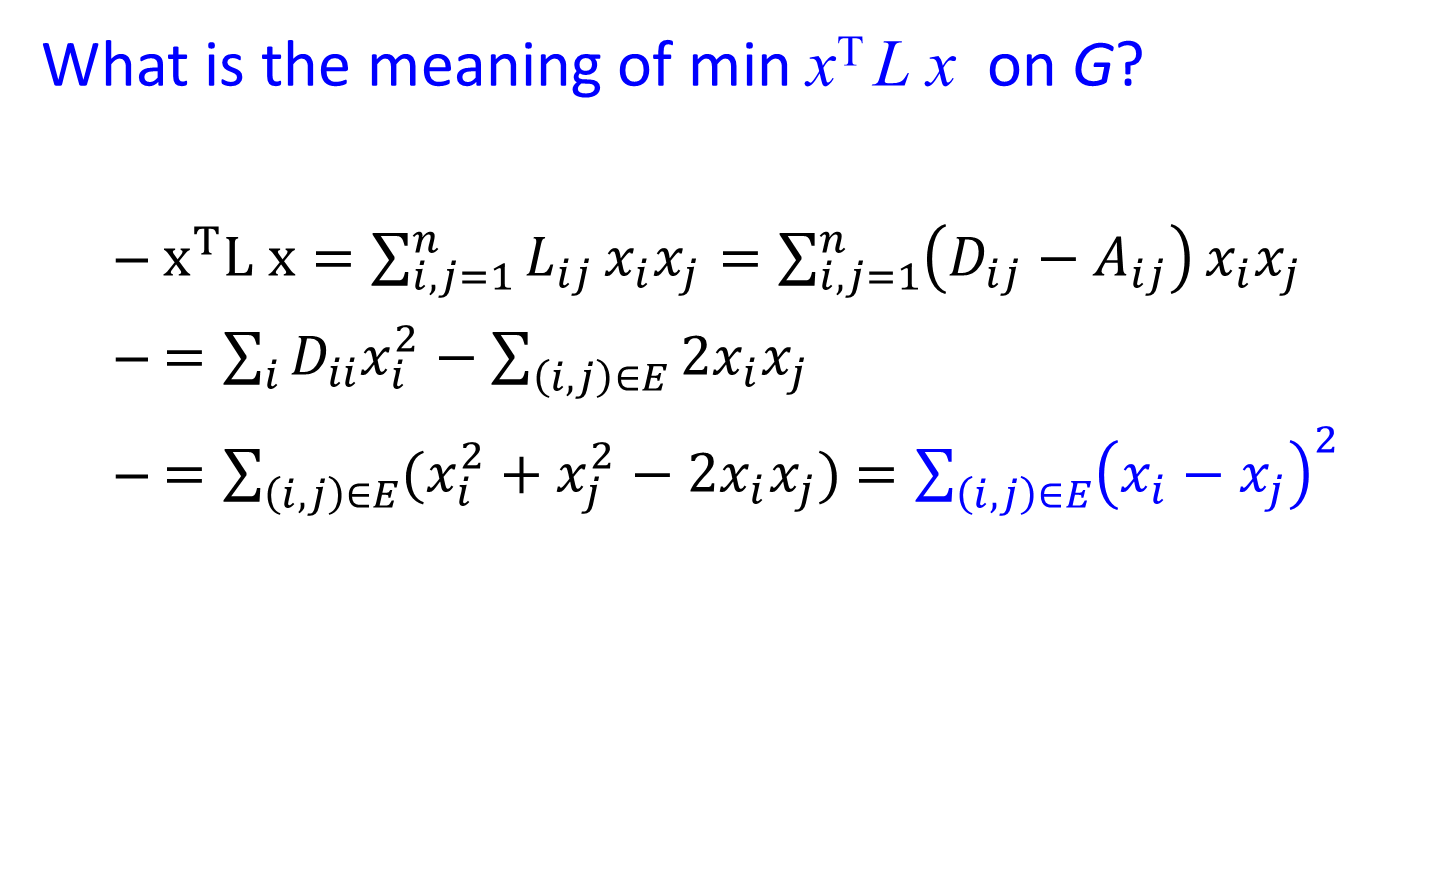 What is the meaning of min xᵀ L x on G?
– xᵀL x = ∑ⁿᵢ,ⱼ₌₁ Lᵢⱼ xᵢxⱼ = ∑ⁿᵢ,ⱼ₌₁(Dᵢⱼ − Aᵢⱼ) xᵢxⱼ
– = ∑ᵢ Dᵢᵢxᵢ² − ∑₍ᵢ,ⱼ₎∈E 2xᵢxⱼ
– = ∑₍ᵢ,ⱼ₎∈E(xᵢ² + xⱼ² − 2xᵢxⱼ) = ∑₍ᵢ,ⱼ₎∈E(xᵢ − xⱼ)²